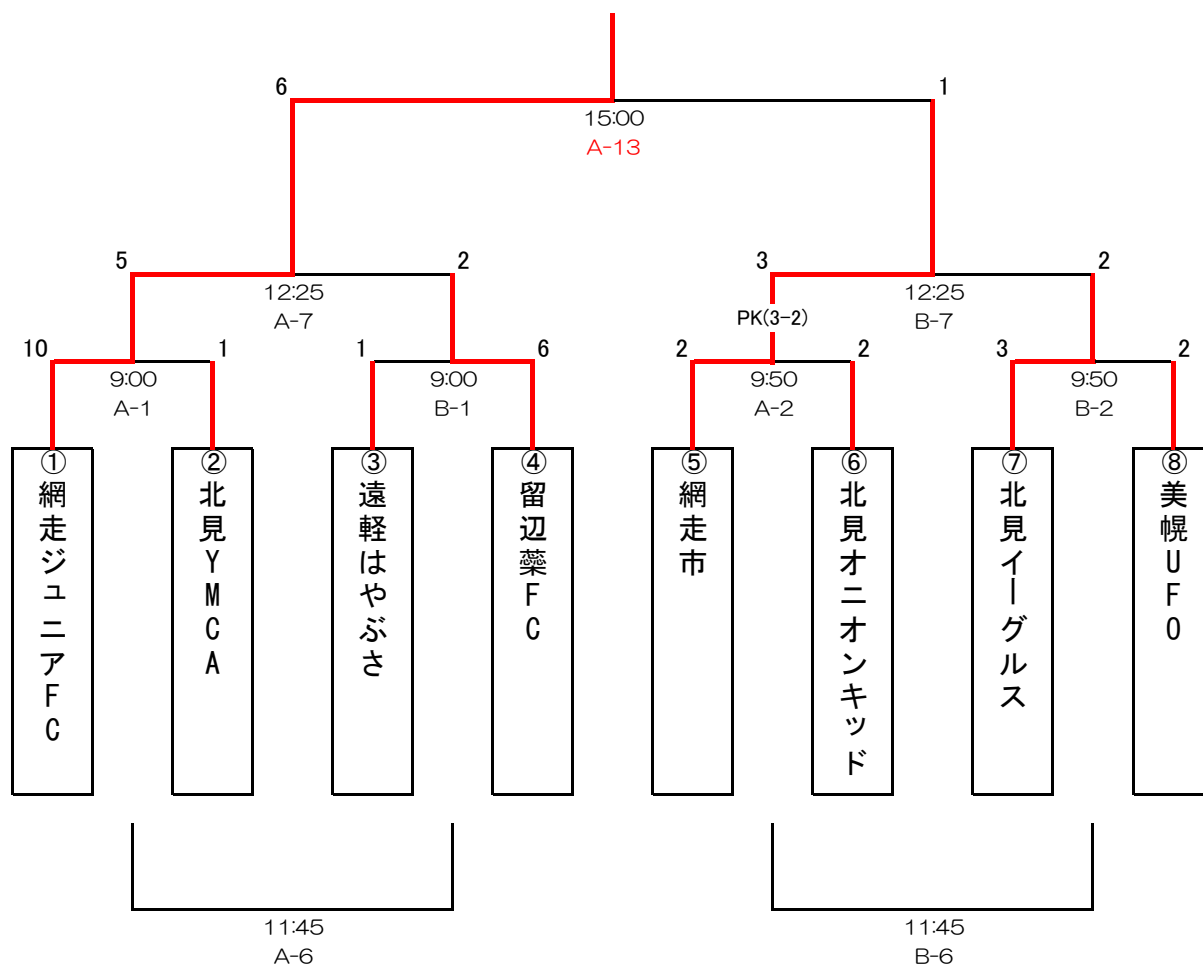 6
1
15:00
A-13
5
2
3
2
12:25
A-7
12:25
B-7
PK(3-2)
10
1
1
6
2
2
3
2
9:00
A-1
9:00
B-1
9:50
A-2
9:50
B-2
①網走ジュニアFC
②北見YMCA
③遠軽はやぶさ
④留辺蘂FC
⑤網走市
⑥北見オニオンキッド
⑦北見イーグルス
⑧美幌UFO
11:45
A-6
11:45
B-6